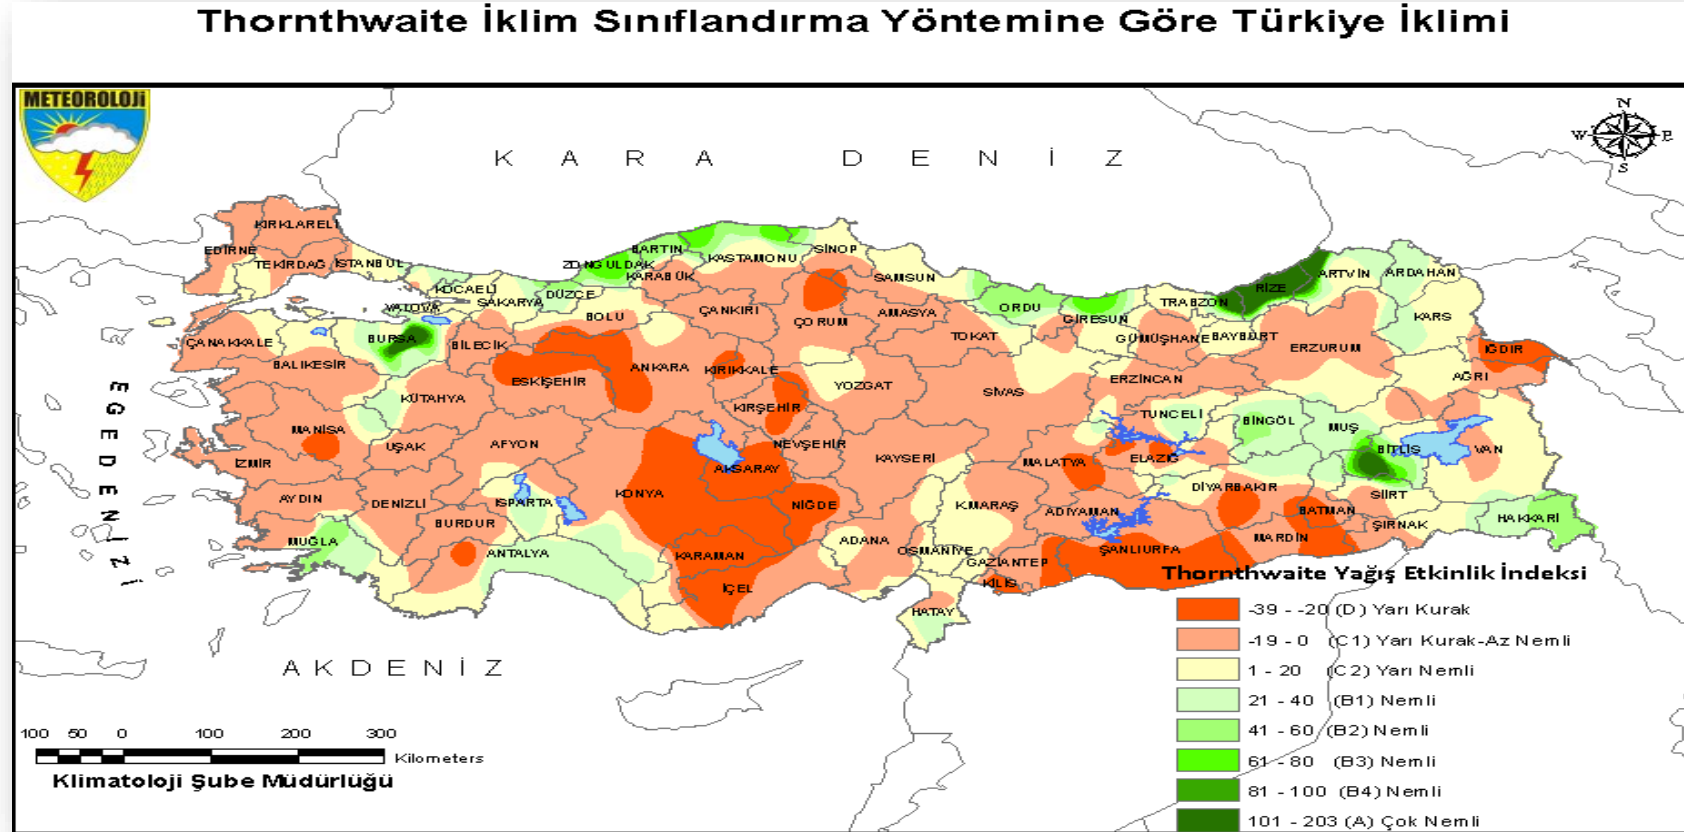 Thornthwaite İklim Sınıflandırma Yöntemine Göre Türkiye İklimi
METEOROLOJİ
K A R A D E N İ Z
N
W E
S
KIRKLARELİ
EDİRNE
TEKİRDAĞ
İSTANBUL
KOCAELİ
YALOVA
SAKARYA
DÜZCE
ZONGULDAK
BARTIN
KARABÜK
KASTAMONU
SİNOP
SAMSUN
ORDU
GİRESUN
TRABZON
RİZE
ARTVİN
ARDAHAN
ÇANAKKALE
BURSA
BİLECİK
BOLU
ÇANKIRI
ÇORUM
AMASYA
TOKAT
GÜMÜŞHANE
BAYBURT
ERZURUM
KARS
IĞDIR
BALIKESİR
KÜTAHYA
ESKİŞEHİR
ANKARA
KIRIKKALE
YOZGAT
SİVAS
ERZİNCAN
AĞRI
EGE DENİZİ
MANİSA
UŞAK
AFYON
KIRŞEHİR
NEVŞEHİR
KAYSERİ
MALATYA
TUNCELİ
ELAZIĞ
BİNGÖL
MUŞ
BİTLİS
VAN
İZMİR
AYDIN
DENİZLİ
BURDUR
ISPARTA
KONYA
AKSARAY
NİĞDE
K.MARAŞ
ADIYAMAN
DİYARBAKIR
BATMAN
SİİRT
ŞIRNAK
HAKKARİ
MUĞLA
ANTALYA
KARAMAN
İÇEL
ADANA
OSMANİYE
GAZİANTEP
KİLİS
ŞANLIURFA
MARDİN
HATAY
AKDENİZ
Thornthwaite Yağış Etkinlik İndeksi
-39 - -20 (D) Yarı Kurak
-19 - 0 (C1) Yarı Kurak-Az Nemli
1 - 20 (C2) Yarı Nemli
21 - 40 (B1) Nemli
41 - 60 (B2) Nemli
61 - 80 (B3) Nemli
81 - 100 (B4) Nemli
101 - 203 (A) Çok Nemli
100 50 0 100 200 300
Kilometers
Klimatoloji Şube Müdürlüğü